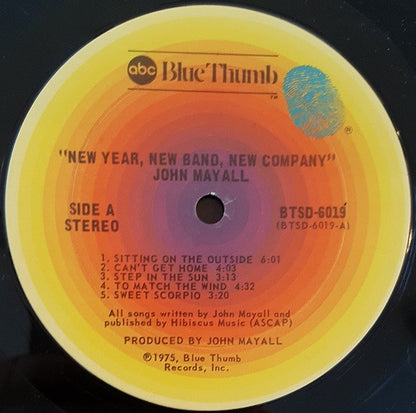 abc Blue Thumb
TM
®
"NEW YEAR, NEW BAND, NEW COMPANY"
JOHN MAYALL
SIDE A
STEREO
BTSD-6019
(BTSD-6019-A)
1. SITTING ON THE OUTSIDE 6:01
2. CAN'T GET HOME 4:03
3. STEP IN THE SUN 3:13
4. TO MATCH THE WIND 4:32
5. SWEET SCORPIO 3:20
All songs written by John Mayall and
published by Hibiscus Music (ASCAP)
PRODUCED BY JOHN MAYALL
℗1975, Blue Thumb
Records, Inc.